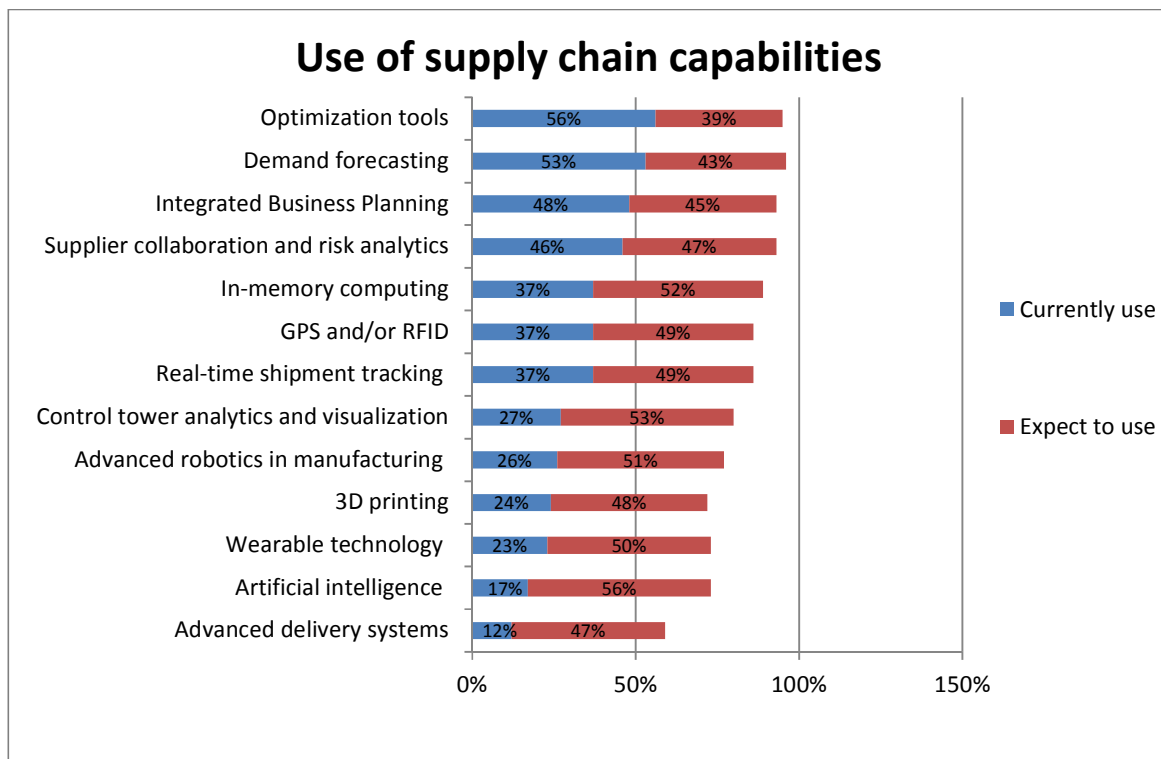 Use of supply chain capabilities
Optimization tools 56% 39%
Demand forecasting 53% 43%
Integrated Business Planning 48% 45%
Supplier collaboration and risk analytics 46% 47%
In-memory computing 37% 52%
GPS and/or RFID 37% 49%
Real-time shipment tracking 37% 49%
Control tower analytics and visualization 27% 53%
Advanced robotics in manufacturing 26% 51%
3D printing 24% 48%
Wearable technology 23% 50%
Artificial intelligence 17% 56%
Advanced delivery systems 12% 47%
0% 50% 100% 150%
Currently use
Expect to use